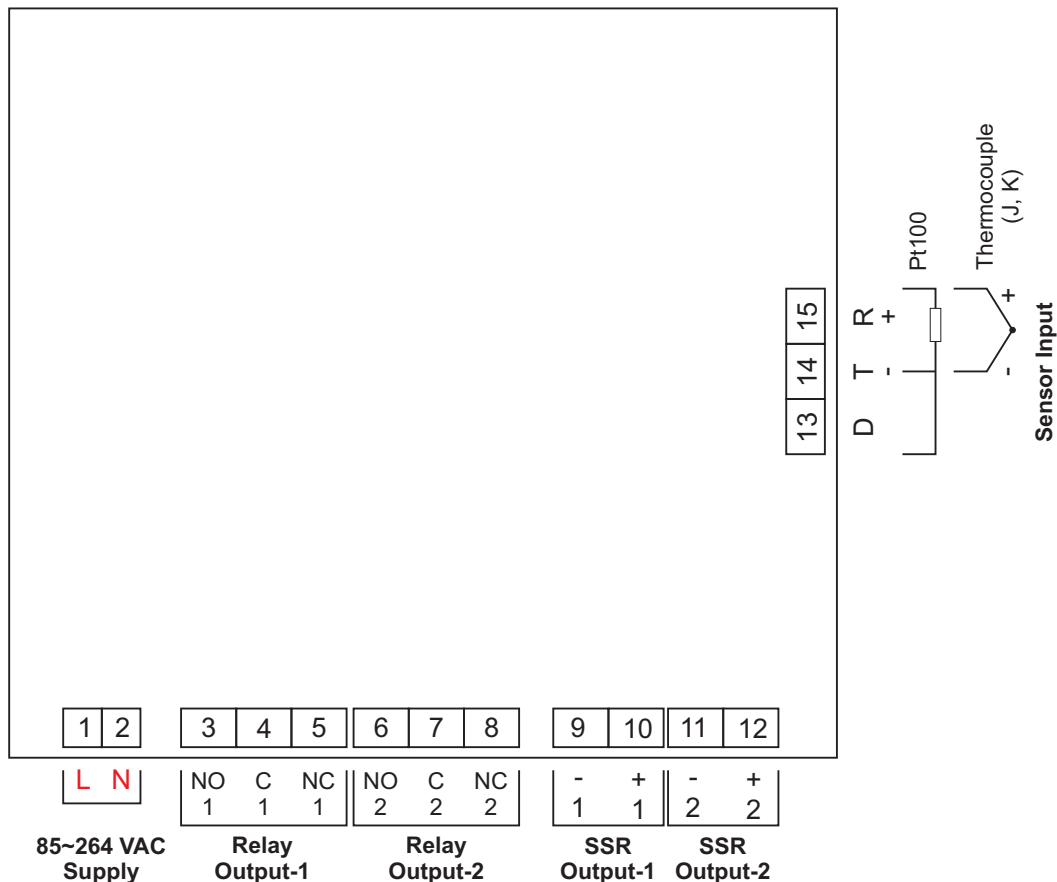 Thermocouple
(J, K)
Pt100
15 R +
14 T -
13 D
+
-
Sensor Input
1 2 3 4 5 6 7 8 9 10 11 12
L N NO C NC NO C NC - + - +
1 1 1 2 2 2 1 1 2 2
85~264 VAC
Supply
Relay
Output-1
Relay
Output-2
SSR
Output-1
SSR
Output-2